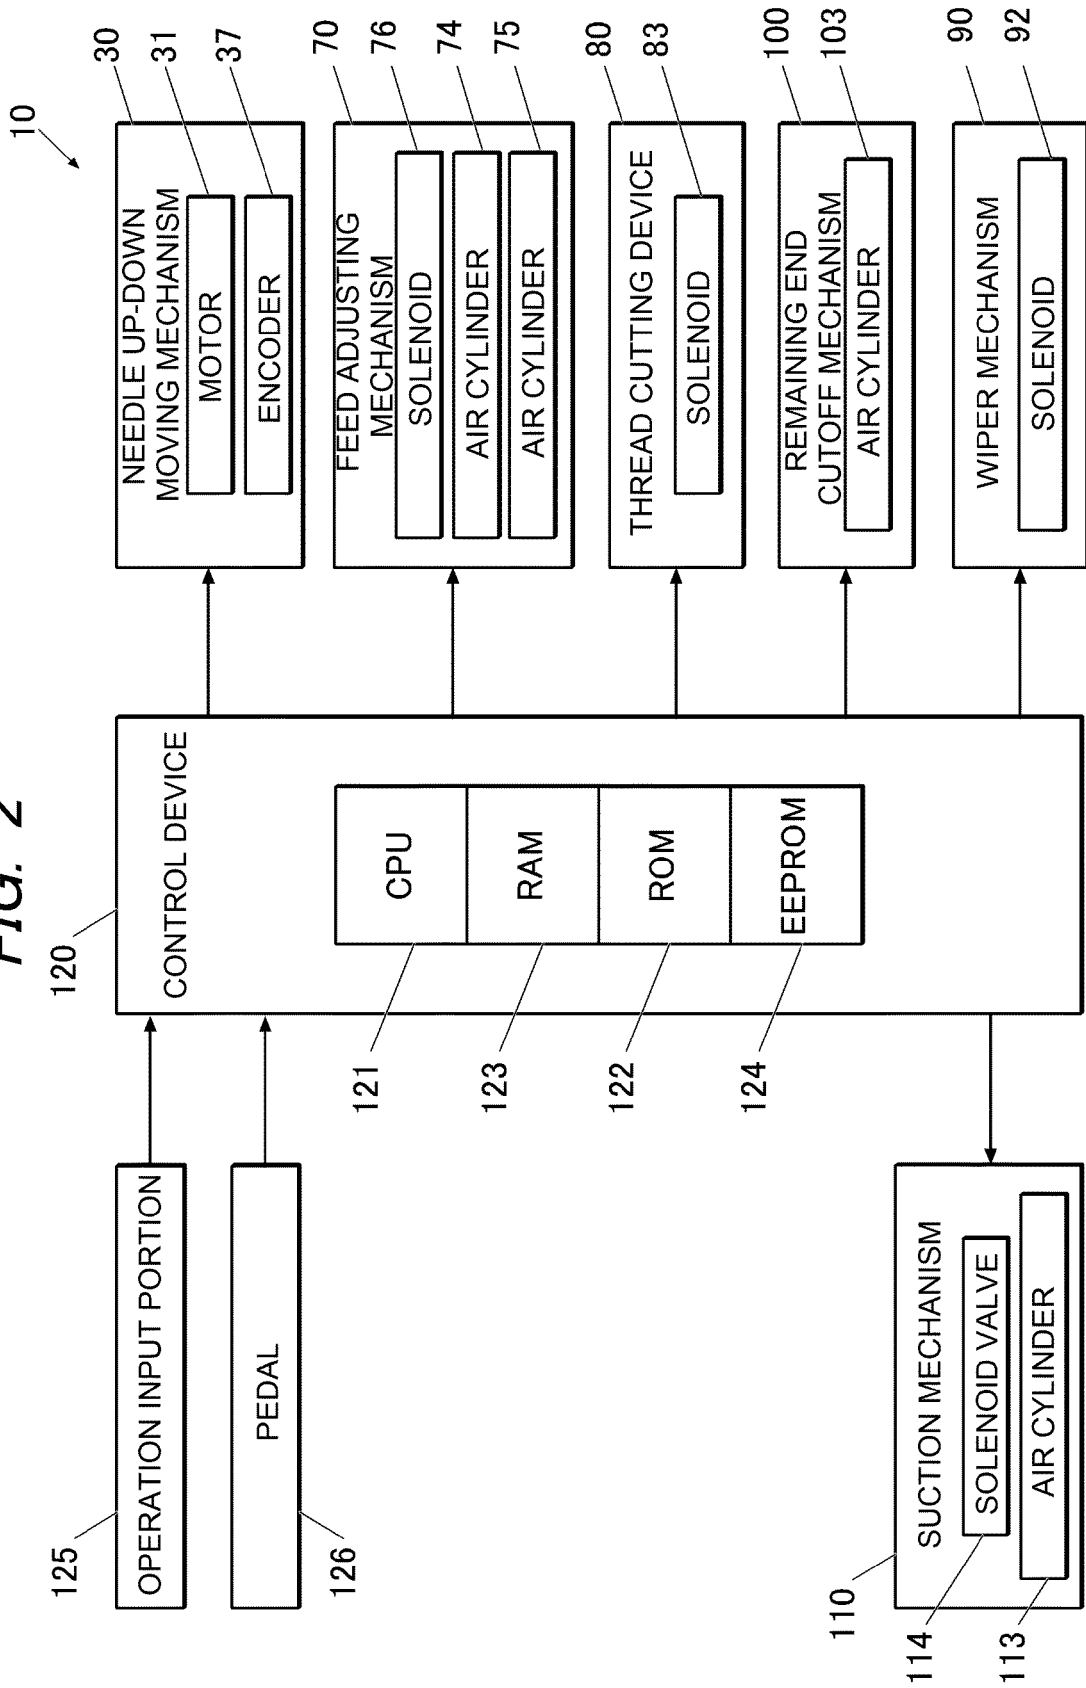 FIG. 2
10
120
CONTROL DEVICE
CPU
121
RAM
123
ROM
122
EEPROM
124
125
OPERATION INPUT PORTION
PEDAL
126
110
SUCTION MECHANISM
SOLENOID VALVE
114
AIR CYLINDER
113
NEEDLE UP-DOWN
MOVING MECHANISM
30
MOTOR
31
ENCODER
37
FEED ADJUSTING
MECHANISM
70
SOLENOID
76
AIR CYLINDER
74
AIR CYLINDER
75
THREAD CUTTING DEVICE
80
SOLENOID
83
REMAINING END
CUTOFF MECHANISM
100
AIR CYLINDER
103
WIPER MECHANISM
90
SOLENOID
92